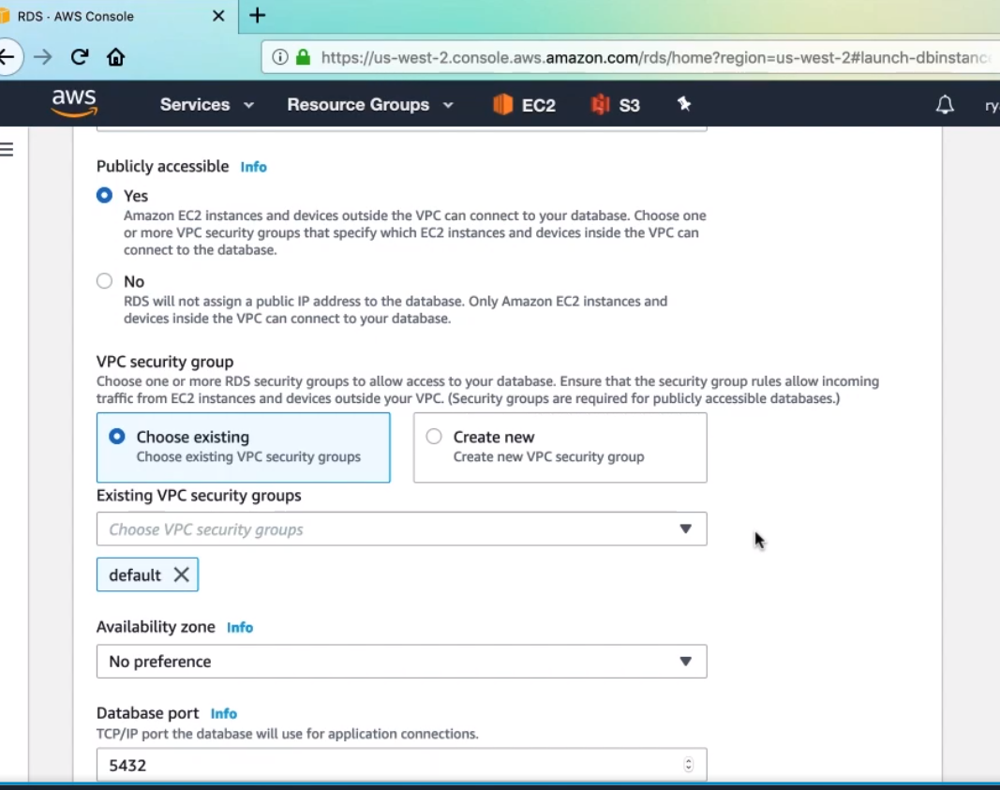 RDS · AWS Console
https://us-west-2.console.aws.amazon.com/rds/home?region=us-west-2#launch-dbinstance
aws Services Resource Groups EC2 S3 ry
Publicly accessible Info
Yes
Amazon EC2 instances and devices outside the VPC can connect to your database. Choose one
or more VPC security groups that specify which EC2 instances and devices inside the VPC can
connect to the database.
No
RDS will not assign a public IP address to the database. Only Amazon EC2 instances and
devices inside the VPC can connect to your database.
VPC security group
Choose one or more RDS security groups to allow access to your database. Ensure that the security group rules allow incoming
traffic from EC2 instances and devices outside your VPC. (Security groups are required for publicly accessible databases.)
Choose existing
Choose existing VPC security groups
Create new
Create new VPC security group
Existing VPC security groups
Choose VPC security groups
default
Availability zone Info
No preference
Database port Info
TCP/IP port the database will use for application connections.
5432